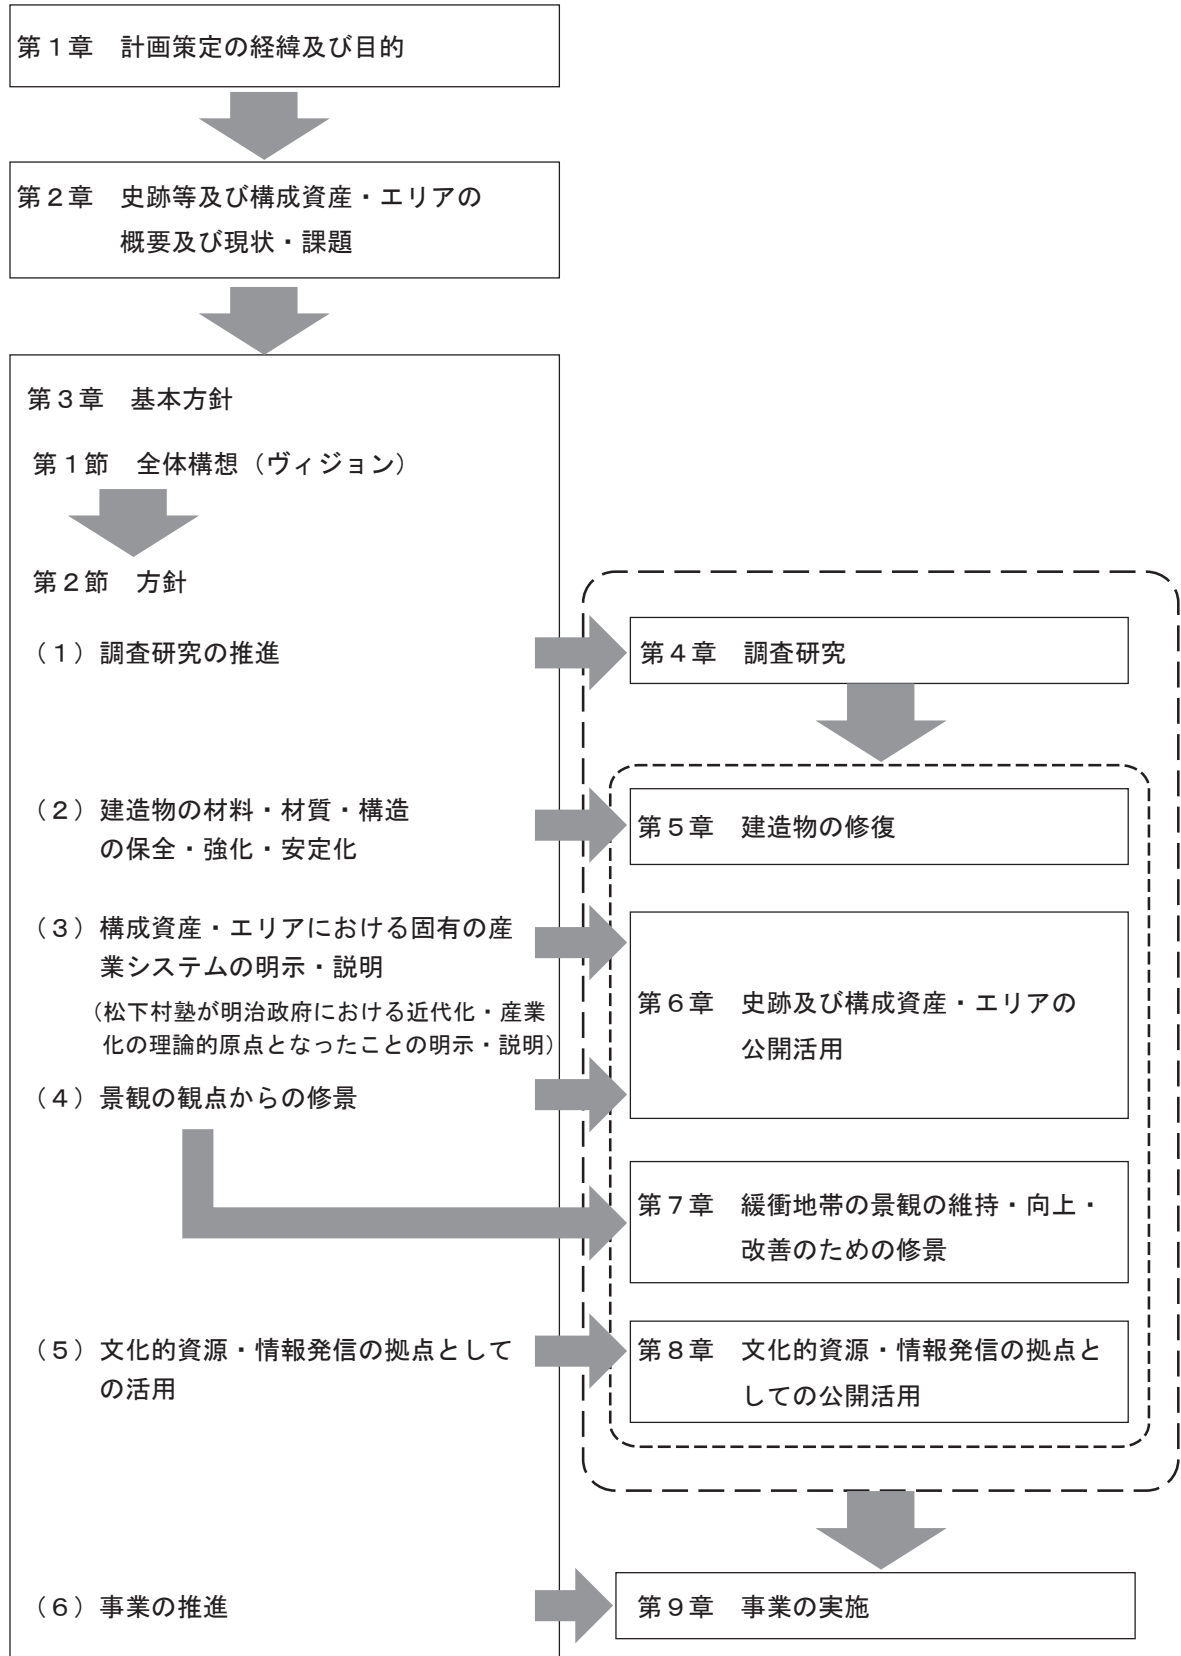 第1章　計画策定の経緯及び目的
第2章　史跡等及び構成資産・エリアの
概要及び現状・課題
第3章　基本方針
第1節　全体構想（ヴィジョン）
第2節　方針
（1）調査研究の推進
第4章　調査研究
（2）建造物の材料・材質・構造
の保全・強化・安定化
第5章　建造物の修復
（3）構成資産・エリアにおける固有の産
業システムの明示・説明
（松下村塾が明治政府における近代化・産業
化の理論的原点となったことの明示・説明）
第6章　史跡及び構成資産・エリアの
公開活用
（4）景観の観点からの修景
第7章　緩衝地帯の景観の維持・向上・
改善のための修景
（5）文化的資源・情報発信の拠点として
の活用
第8章　文化的資源・情報発信の拠点と
しての公開活用
（6）事業の推進
第9章　事業の実施